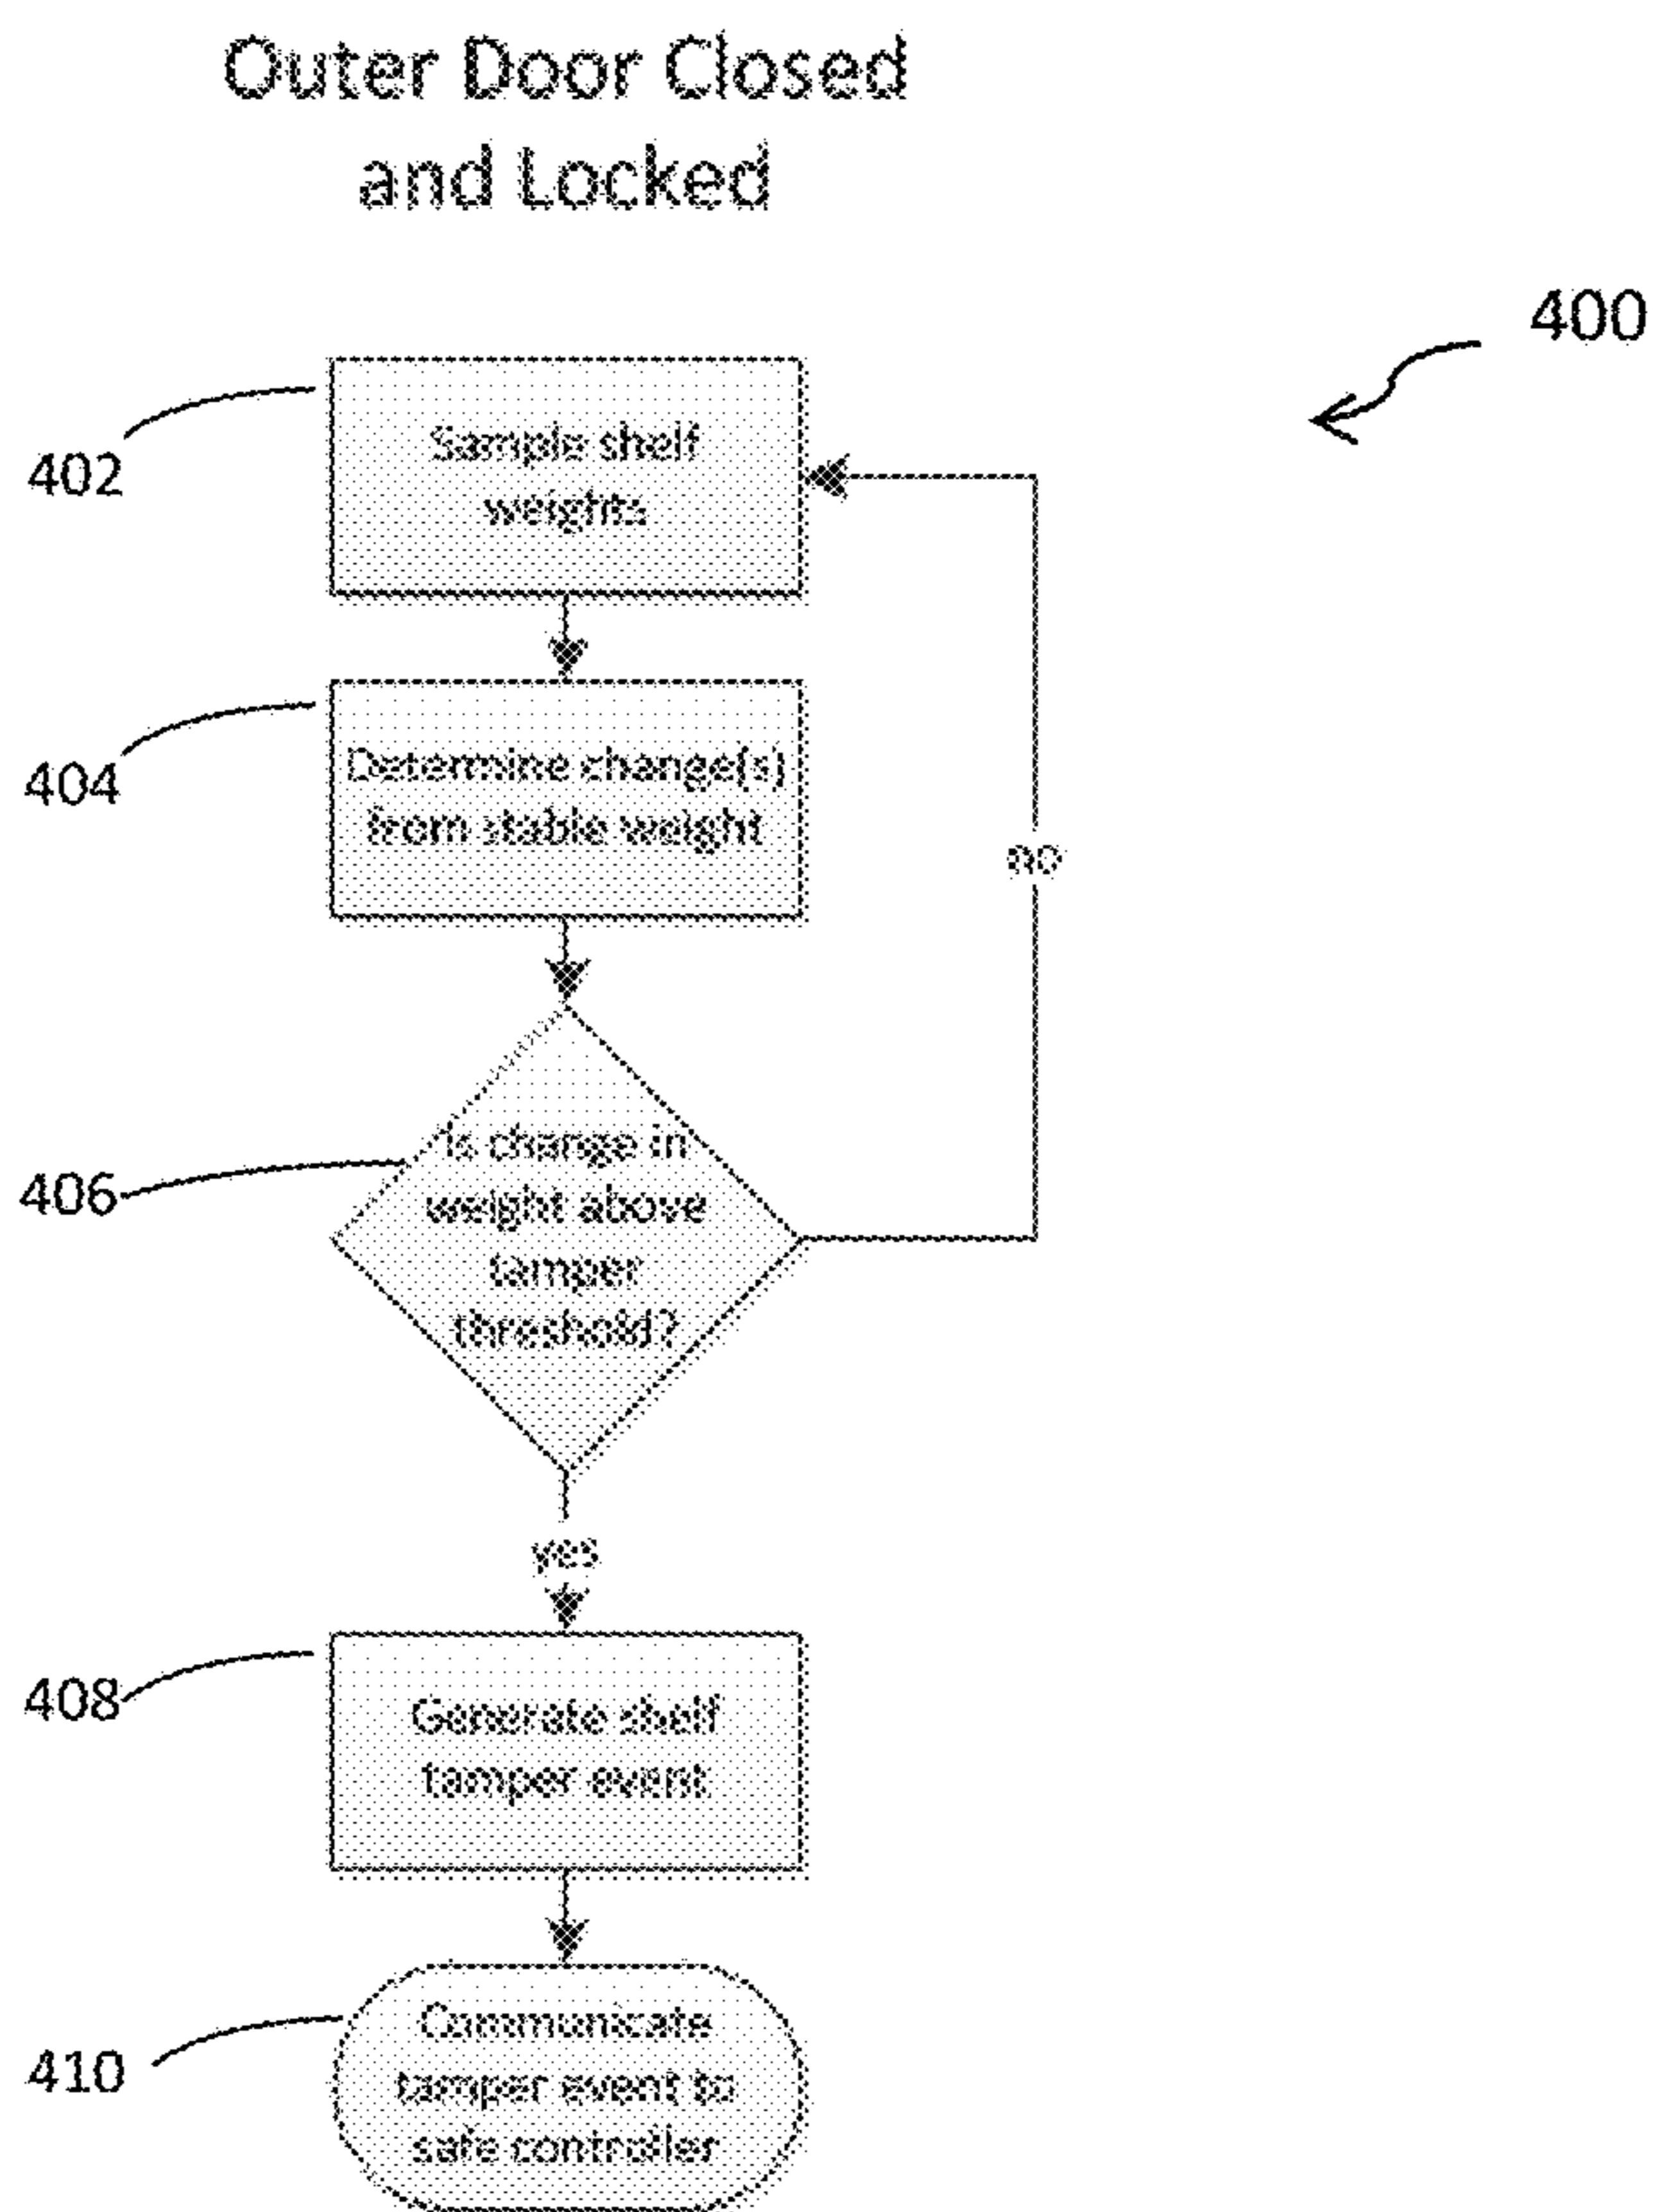 Outer Door Closed
and Locked
400
402
Sample shelf
weights
404
Determine change(s)
from stable weight
no
406
Is change in
weight above
tamper
threshold?
yes
408
Generate shelf
tamper event
410
Communicate
tamper event to
safe controller